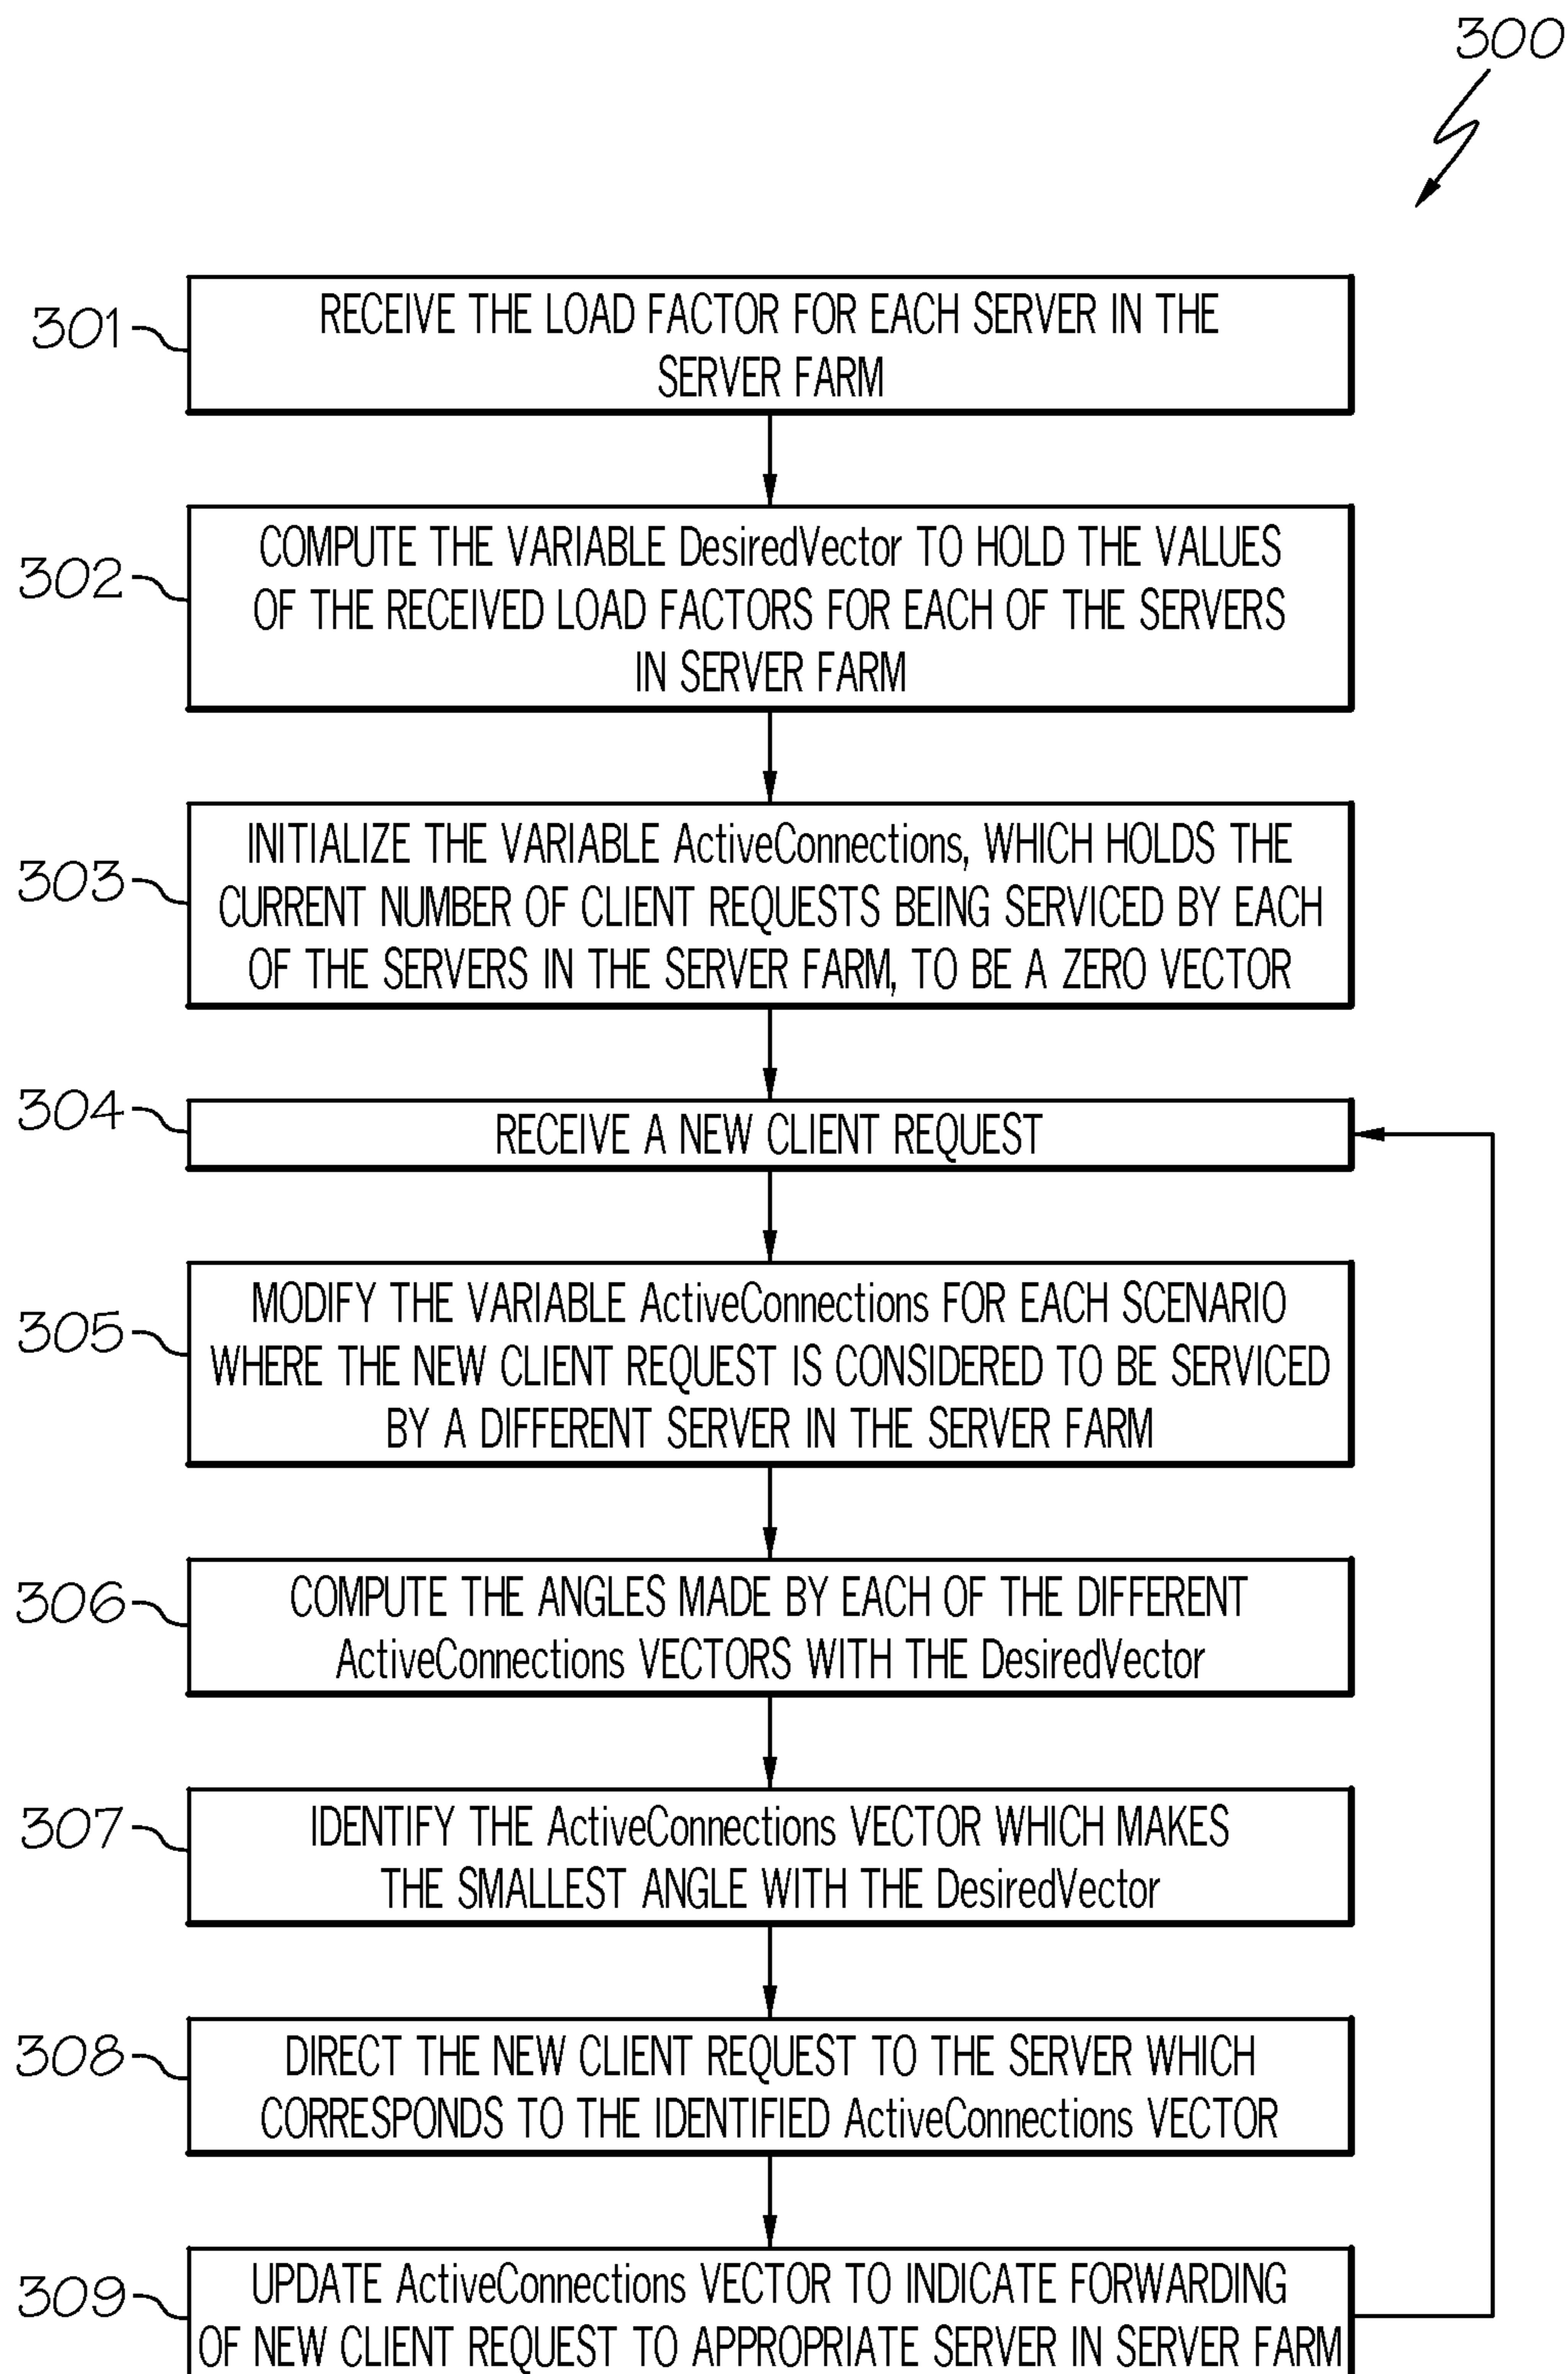 300
301
RECEIVE THE LOAD FACTOR FOR EACH SERVER IN THE
SERVER FARM
302
COMPUTE THE VARIABLE DesiredVector TO HOLD THE VALUES
OF THE RECEIVED LOAD FACTORS FOR EACH OF THE SERVERS
IN SERVER FARM
303
INITIALIZE THE VARIABLE ActiveConnections, WHICH HOLDS THE
CURRENT NUMBER OF CLIENT REQUESTS BEING SERVICED BY EACH
OF THE SERVERS IN THE SERVER FARM, TO BE A ZERO VECTOR
304
RECEIVE A NEW CLIENT REQUEST
305
MODIFY THE VARIABLE ActiveConnections FOR EACH SCENARIO
WHERE THE NEW CLIENT REQUEST IS CONSIDERED TO BE SERVICED
BY A DIFFERENT SERVER IN THE SERVER FARM
306
COMPUTE THE ANGLES MADE BY EACH OF THE DIFFERENT
ActiveConnections VECTORS WITH THE DesiredVector
307
IDENTIFY THE ActiveConnections VECTOR WHICH MAKES
THE SMALLEST ANGLE WITH THE DesiredVector
308
DIRECT THE NEW CLIENT REQUEST TO THE SERVER WHICH
CORRESPONDS TO THE IDENTIFIED ActiveConnections VECTOR
309
UPDATE ActiveConnections VECTOR TO INDICATE FORWARDING
OF NEW CLIENT REQUEST TO APPROPRIATE SERVER IN SERVER FARM